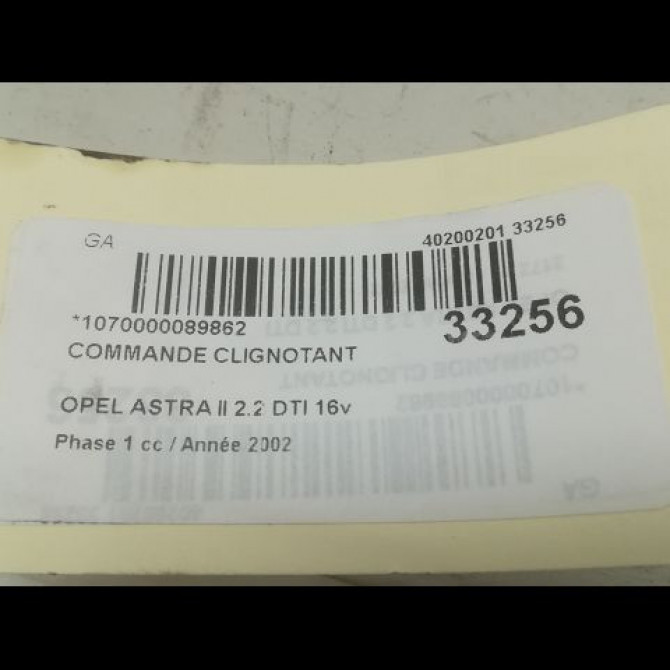 GA
40200201 33256
*1070000089862
33256
COMMANDE CLIGNOTANT
OPEL ASTRA II 2.2 DTI 16v
Phase 1 cc / Année 2002